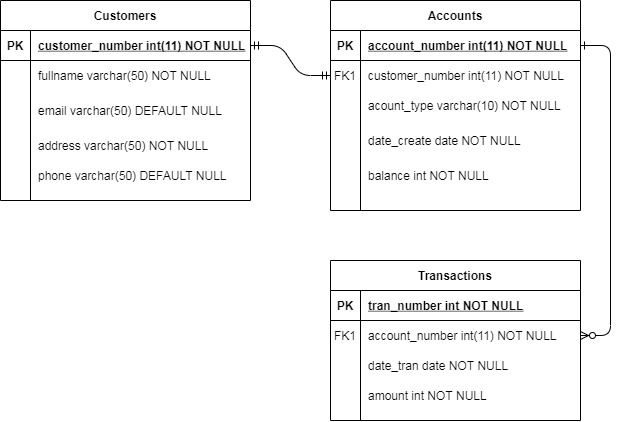 Customers
PK customer_number int(11) NOT NULL
fullname varchar(50) NOT NULL
email varchar(50) DEFAULT NULL
address varchar(50) NOT NULL
phone varchar(50) DEFAULT NULL
Accounts
PK account_number int(11) NOT NULL
FK1 customer_number int(11) NOT NULL
acount_type varchar(10) NOT NULL
date_create date NOT NULL
balance int NOT NULL
Transactions
PK tran_number int NOT NULL
FK1 account_number int(11) NOT NULL
date_tran date NOT NULL
amount int NOT NULL